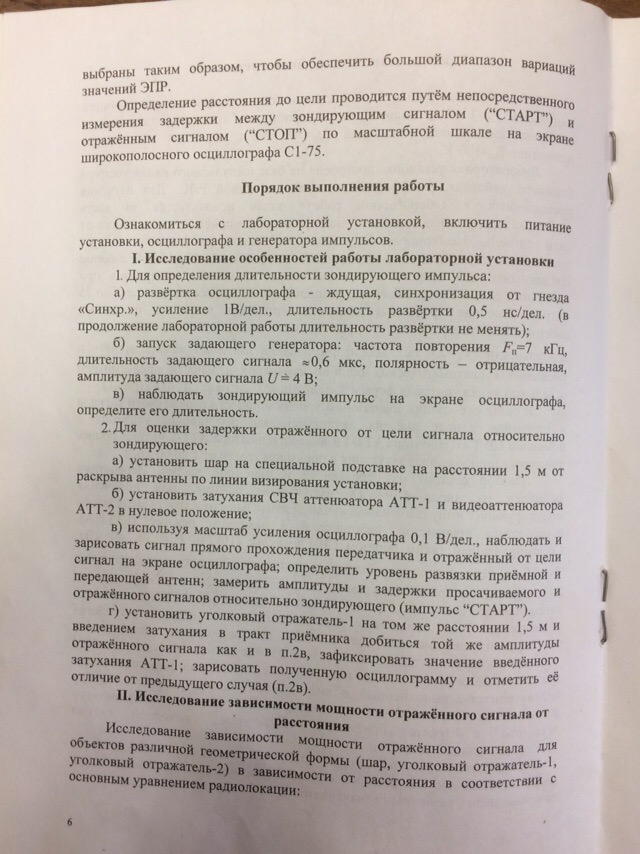 выбраны таким образом, чтобы обеспечить большой диапазон вариаций
значений ЭПР.
Определение расстояния до цели проводится путём непосредственного
измерения задержки между зондирующим сигналом (“СТАРТ”) и
отражённым сигналом (“СТОП”) по масштабной шкале на экране
широкополосного осциллографа С1-75.
Порядок выполнения работы
Ознакомиться с лабораторной установкой, включить питание
установки, осциллографа и генератора импульсов.
I. Исследование особенностей работы лабораторной установки
1. Для определения длительности зондирующего импульса:
а) развёртка осциллографа - ждущая, синхронизация от гнезда
«Синхр.», усиление 1В/дел., длительность развёртки 0,5 нс/дел. (в
продолжение лабораторной работы длительность развёртки не менять);
б) запуск задающего генератора: частота повторения Fп=7 кГц,
длительность задающего сигнала ≈0,6 мкс, полярность – отрицательная,
амплитуда задающего сигнала U = 4 В;
в) наблюдать зондирующий импульс на экране осциллографа,
определите его длительность.
2. Для оценки задержки отражённого от цели сигнала относительно
зондирующего:
а) установить шар на специальной подставке на расстоянии 1,5 м от
раскрыва антенны по линии визирования установки;
б) установить затухания СВЧ аттенюатора АТТ-1 и видеоаттенюатора
АТТ-2 в нулевое положение;
в) используя масштаб усиления осциллографа 0,1 В/дел., наблюдать и
зарисовать сигнал прямого прохождения передатчика и отражённый от цели
сигнал на экране осциллографа; определить уровень развязки приёмной и
передающей антенн; замерить амплитуды и задержки просачиваемого и
отражённого сигналов относительно зондирующего (импульс “СТАРТ”).
г) установить уголковый отражатель-1 на том же расстоянии 1,5 м и
введением затухания в тракт приёмника добиться той же амплитуды
отражённого сигнала как и в п.2в, зафиксировать значение введённого
затухания АТТ-1; зарисовать полученную осциллограмму и отметить её
отличие от предыдущего случая (п.2в).
II. Исследование зависимости мощности отражённого сигнала от
расстояния
Исследование зависимости мощности отражённого сигнала для
объектов различной геометрической формы (шар, уголковый отражатель-1,
уголковый отражатель-2) в зависимости от расстояния в соответствии с
основным уравнением радиолокации:
6